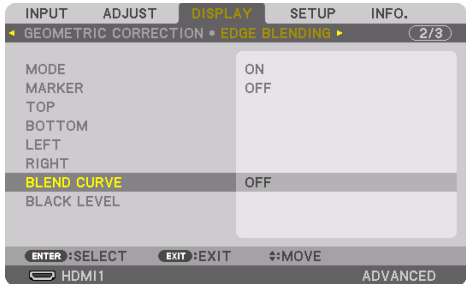 INPUT ADJUST DISPLAY SETUP INFO.
GEOMETRIC CORRECTION • EDGE BLENDING 2/3
MODE ON
MARKER OFF
TOP
BOTTOM
LEFT
RIGHT
BLEND CURVE OFF
BLACK LEVEL
ENTER :SELECT EXIT :EXIT :MOVE
HDMI1 ADVANCED